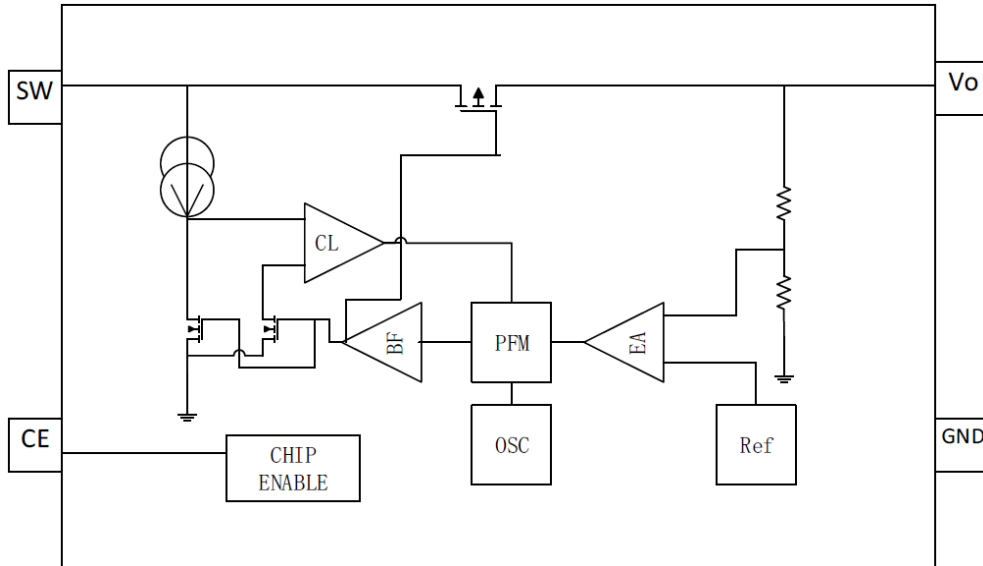 SW
Vo
CL
BF
PFM
EA
CE
CHIP
ENABLE
OSC
Ref
GND